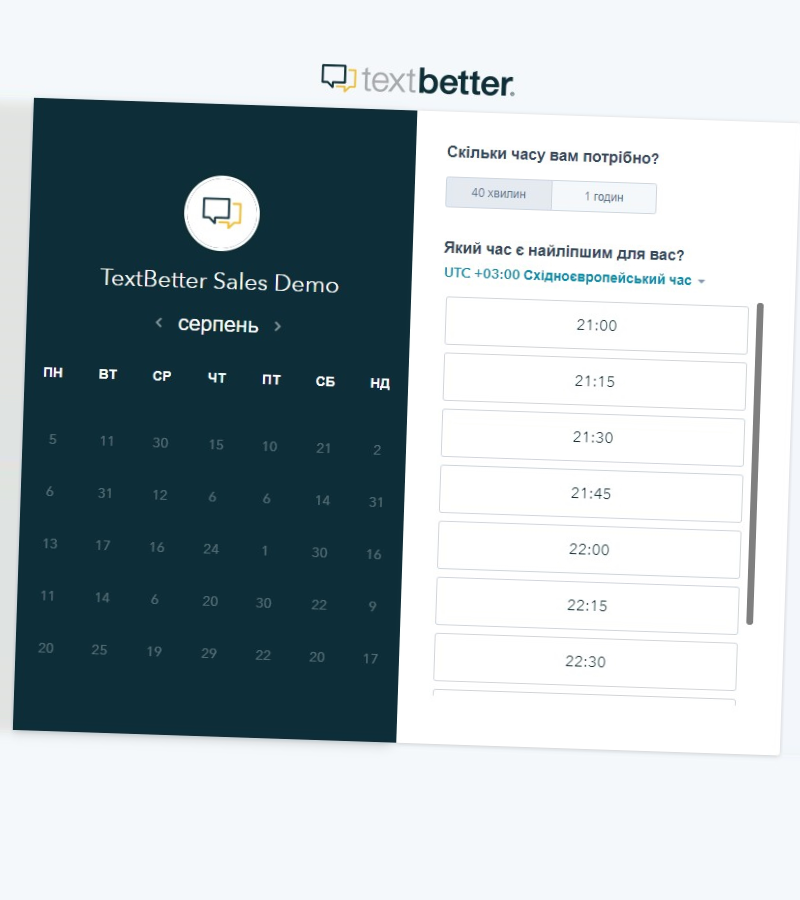 textbetter.
TextBetter Sales Demo
серпень
ПН ВТ СР ЧТ ПТ СБ НД
5 11 30 15 10 21 2
6 31 12 6 6 14 31
13 17 16 24 1 30 16
11 14 6 20 30 22 9
20 25 19 29 22 20 17
Скільки часу вам потрібно?
40 хвилин 1 годин
Який час є найліпшим для вас?
UTC +03:00 Східноєвропейський час
21:00
21:15
21:30
21:45
22:00
22:15
22:30